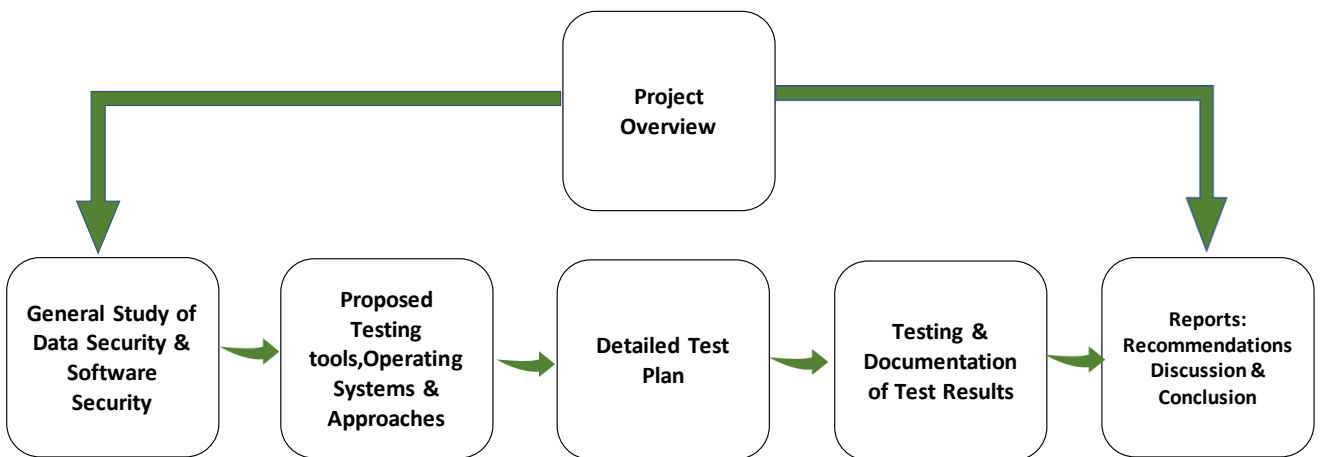 Project
Overview
General Study of
Data Security &
Software
Security
Proposed
Testing
tools,Operating
Systems &
Approaches
Detailed Test
Plan
Testing &
Documentation
of Test Results
Reports:
Recommendations
Discussion &
Conclusion